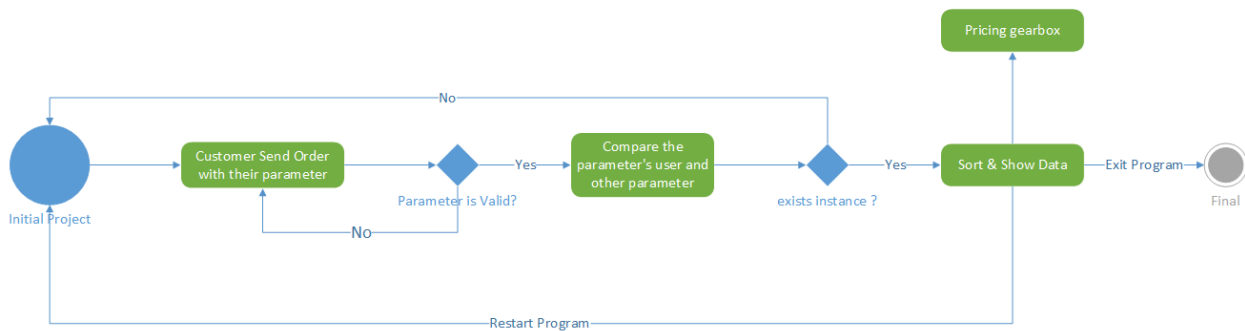 Pricing gearbox
No
Customer Send Order
with their parameter
Yes
Compare the
parameter's user and
other parameter
Yes
Sort & Show Data
Exit Program
Initial Project
Parameter is Valid?
exists instance ?
Final
No
Restart Program